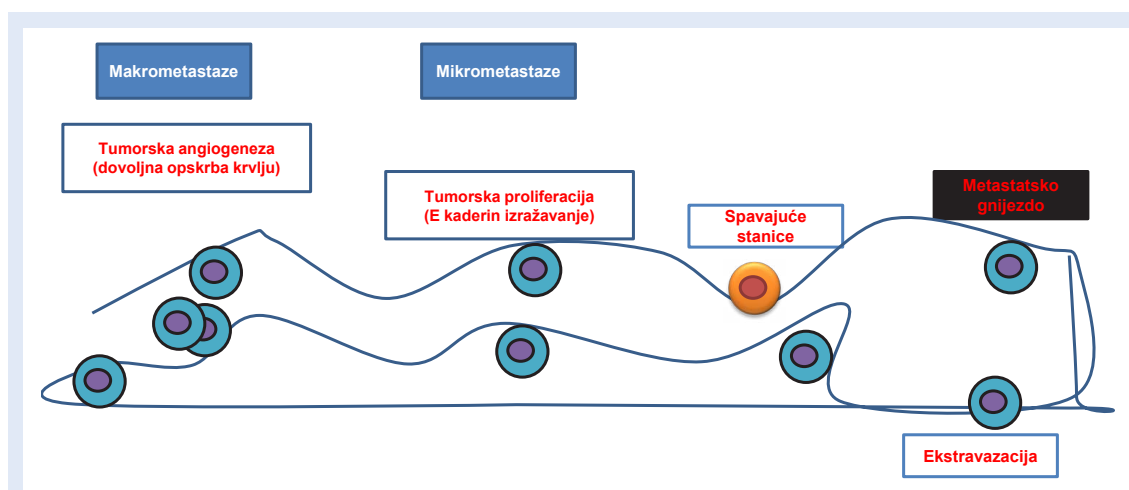 Makrometastaze
Mikrometastaze
Tumorska angiogeneza
(dovoljna opskrba krvlju)
Tumorska proliferacija
(E kaderin izražavanje)
Spavajuće
stanice
Metastatsko
gnijezdo
Ekstravazacija